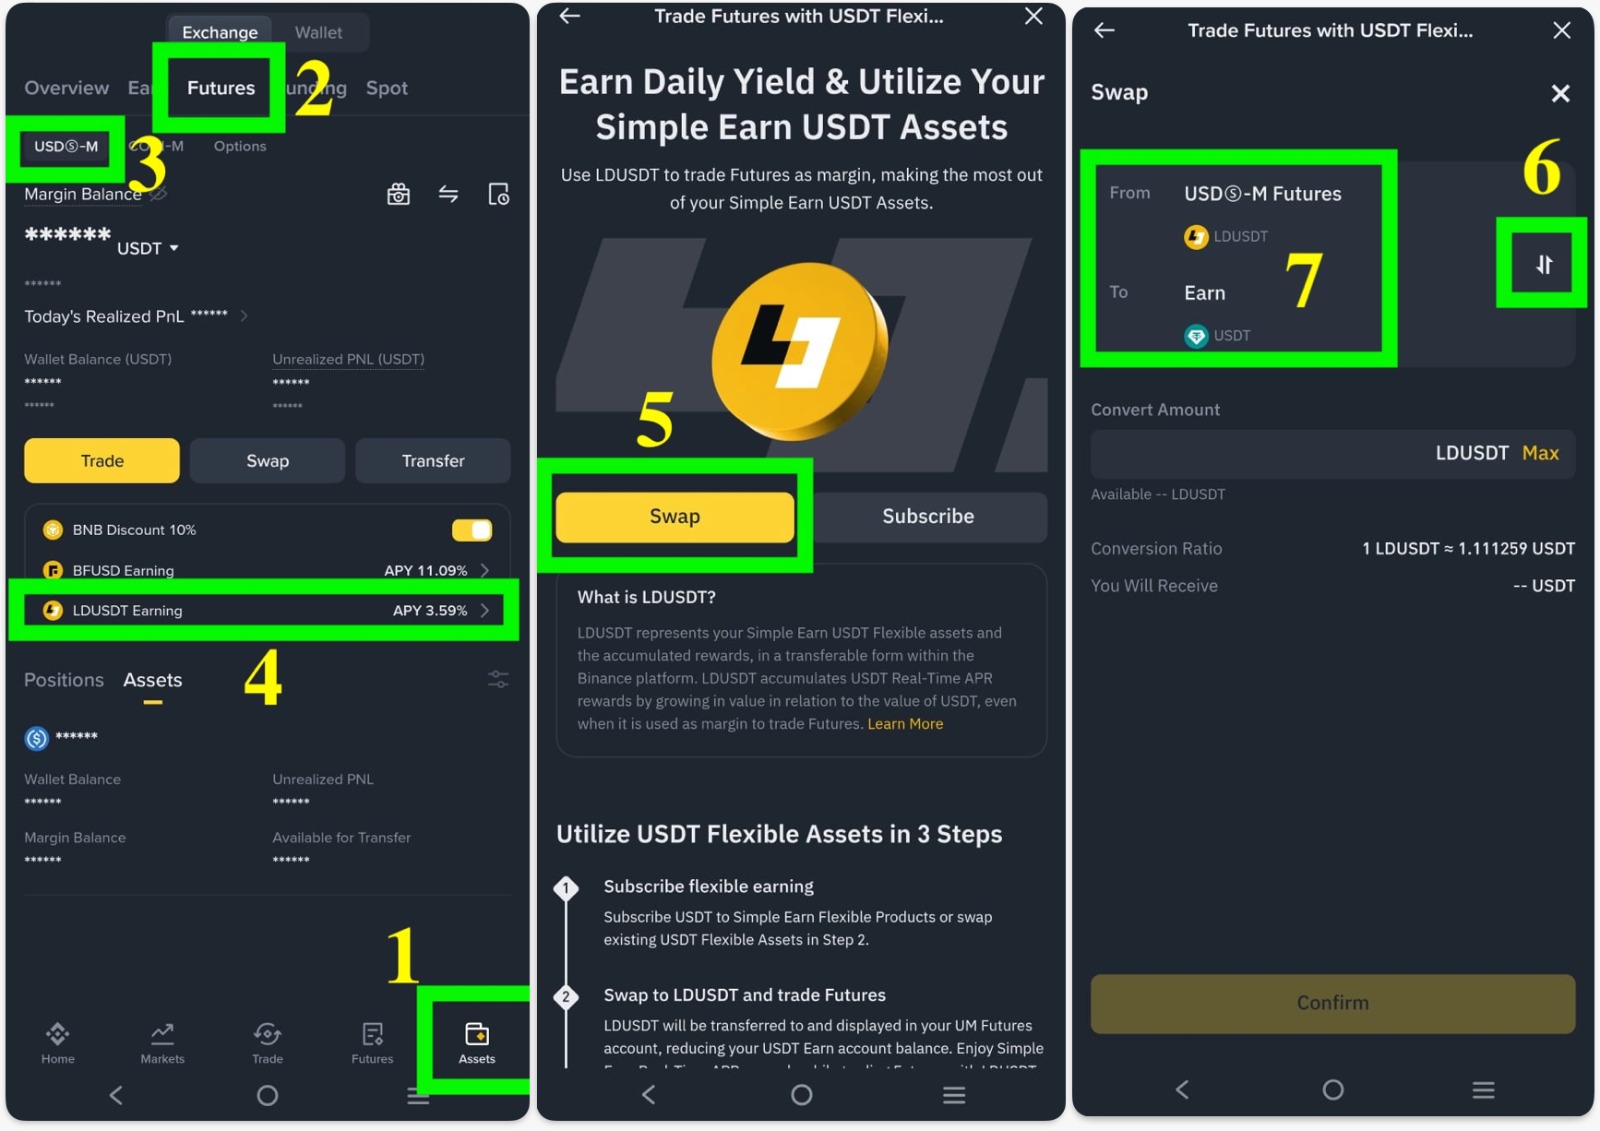 Exchange
Wallet
Overview
Futures
2
Spot
USDⓈ-M
3
Options
Margin Balance
******
USDT
******
Today's Realized PnL ******
Wallet Balance (USDT)
Unrealized PNL (USDT)
******
******
******
******
Trade
Swap
Transfer
BNB Discount 10%
BFUSD Earning
APY 11.09%
LDUSDT Earning
APY 3.59%
4
Positions
Assets
******
Wallet Balance
Unrealized PNL
******
******
Margin Balance
Available for Transfer
******
******
1
Home
Markets
Trade
Futures
Assets
Trade Futures with USDT Flexi...
Earn Daily Yield & Utilize Your
Simple Earn USDT Assets
Use LDUSDT to trade Futures as margin, making the most out
of your Simple Earn USDT Assets.
5
Swap
Subscribe
What is LDUSDT?
LDUSDT represents your Simple Earn USDT Flexible assets and
the accumulated rewards, in a transferable form within the
Binance platform. LDUSDT accumulates USDT Real-Time APR
rewards by growing in value in relation to the value of USDT, even
when it is used as margin to trade Futures. Learn More
Utilize USDT Flexible Assets in 3 Steps
1
Subscribe flexible earning
Subscribe USDT to Simple Earn Flexible Products or swap
existing USDT Flexible Assets in Step 2.
2
Swap to LDUSDT and trade Futures
LDUSDT will be transferred to and displayed in your UM Futures
account, reducing your USDT Earn account balance. Enjoy Simple
Trade Futures with USDT Flexi...
Swap
6
From
USDⓈ-M Futures
LDUSDT
7
To
Earn
USDT
Convert Amount
LDUSDT Max
Available -- LDUSDT
Conversion Ratio
1 LDUSDT ≈ 1.111259 USDT
You Will Receive
-- USDT
Confirm